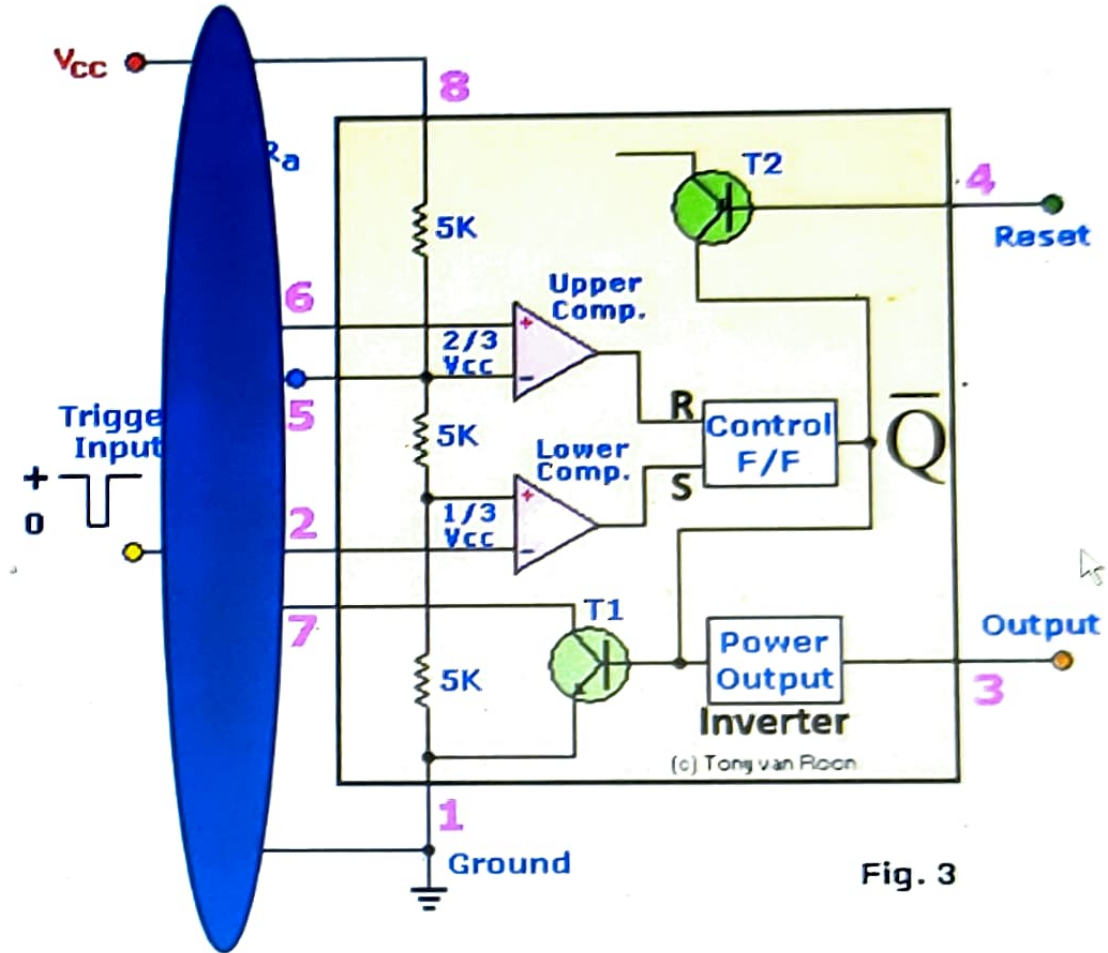 Vcc
8
Ra
T2
4
Reset
5K
6
Upper
Comp.
2/3
Vcc
+
-
5
R
Control
F/F
S
Q
Trigge
Input
+
0
5K
Lower
Comp.
+
-
1/3
Vcc
2
7
T1
5K
Power
Output
Inverter
Output
3
(c) Tony van Roon
1
Ground
Fig. 3